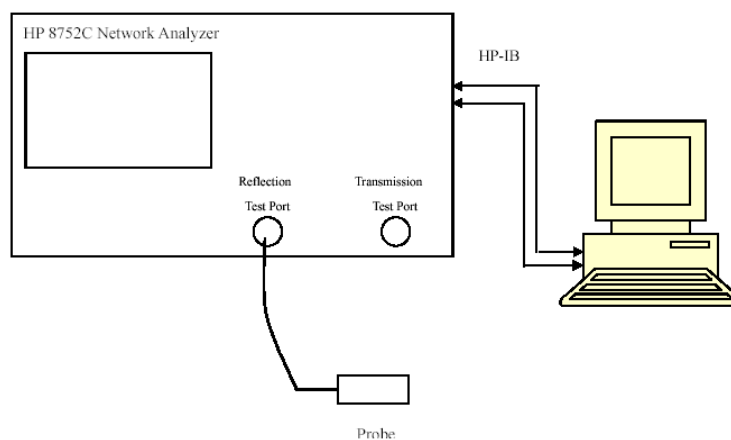 HP 8752C Network Analyzer
HP-IB
Reflection
Test Port
Transmission
Test Port
Probe